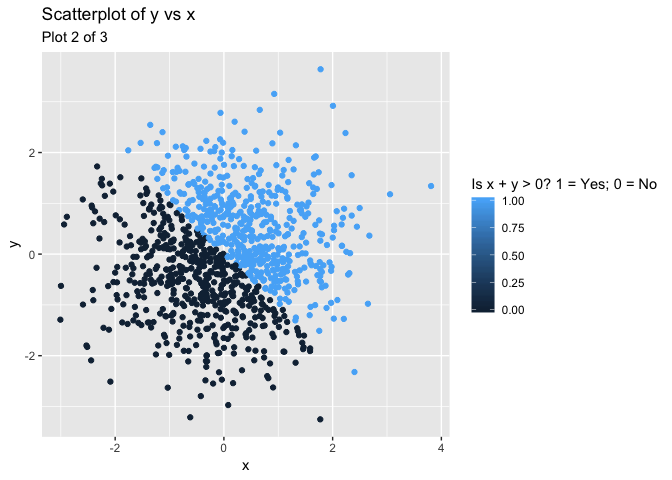 Scatterplot of y vs x
Plot 2 of 3
2
0
-2
y
-2
0
2
4
x
Is x + y > 0? 1 = Yes; 0 = No
1.00
0.75
0.50
0.25
0.00